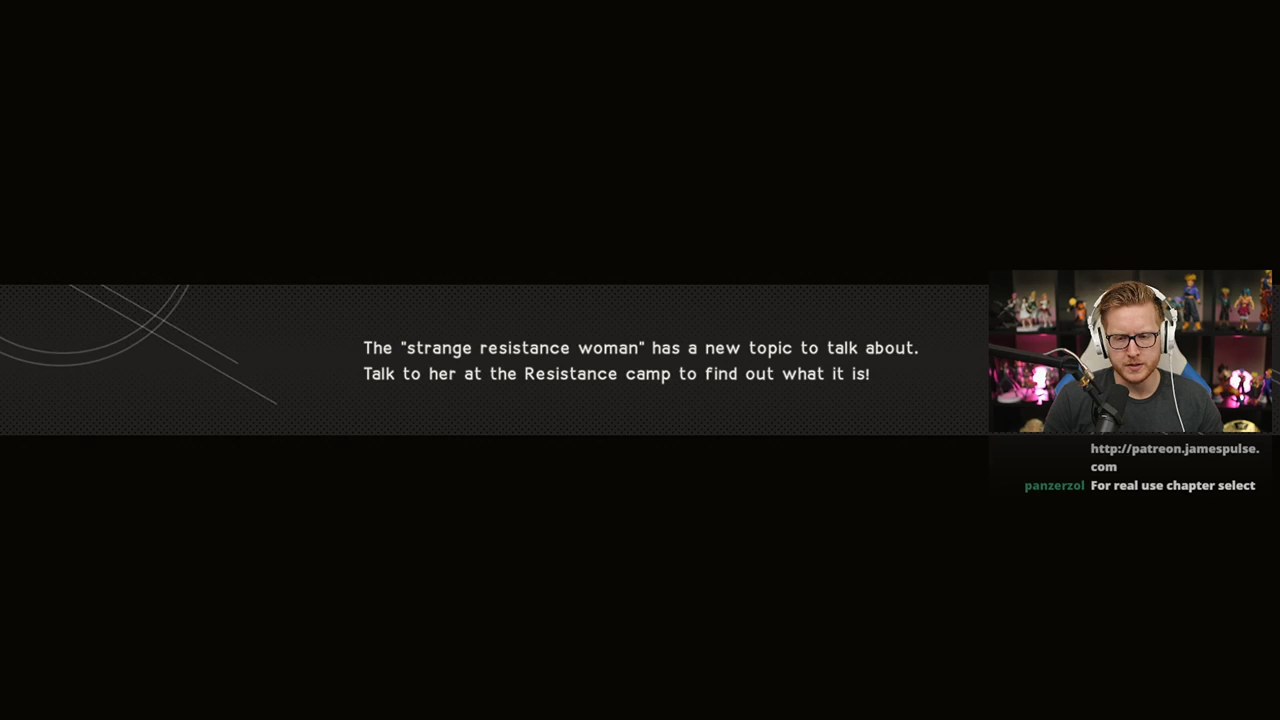 The "strange resistance woman" has a new topic to talk about.
Talk to her at the Resistance camp to find out what it is!
http://patreon.jamespulse.
com
panzerzol For real use chapter select